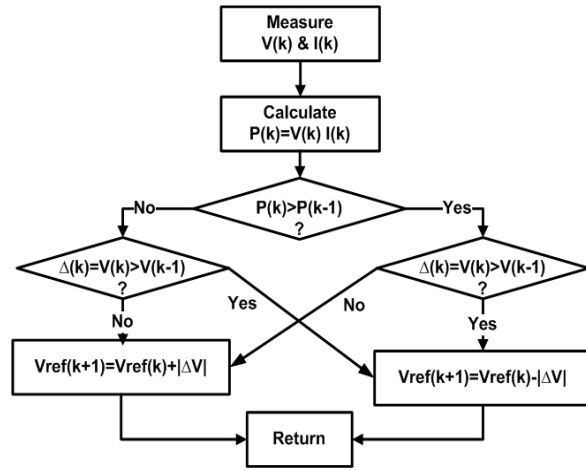 Measure
V(k) & I(k)
Calculate
P(k)=V(k) I(k)
No
P(k)>P(k-1)
?
Yes
Δ(k)=V(k)>V(k-1)
?
Δ(k)=V(k)>V(k-1)
?
Yes
No
No
Yes
Vref(k+1)=Vref(k)+|ΔV|
Vref(k+1)=Vref(k)-|ΔV|
Return